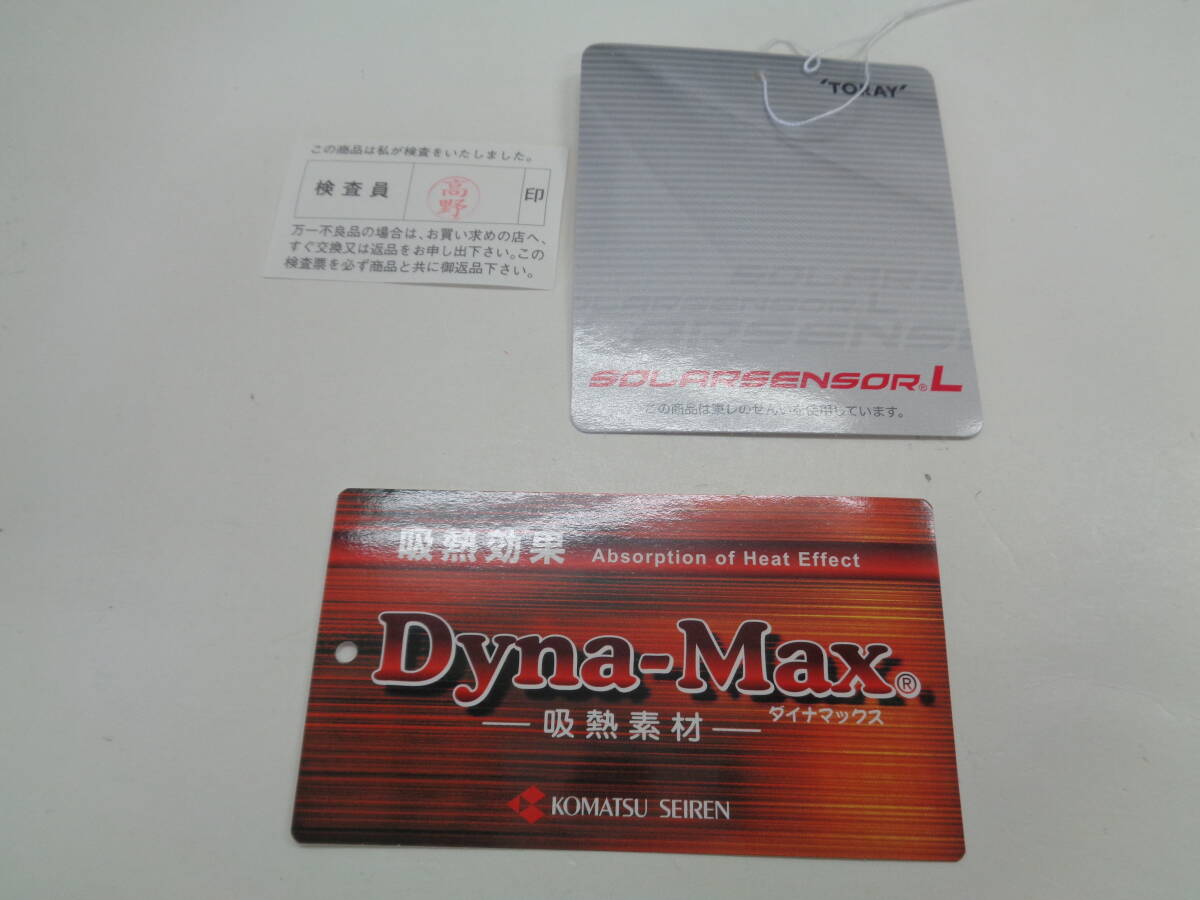 この商品は私が検査をいたしました。
検査員 高野 印
万一不良品の場合は、お買い求めの店へ、
すぐ交換又は返品をお申し出下さい。この
検査票を必ず商品と共に御返品下さい。
'TORAY'
SOLARSENSOR
SOLARSENSOR.L
ARSENS
SOLARSENSOR®L
この商品は東レのせんいを使用しています。
吸熱効果 Absorption of Heat Effect
Dyna-Max®
ダイナマックス
吸熱素材
KOMATSU SEIREN